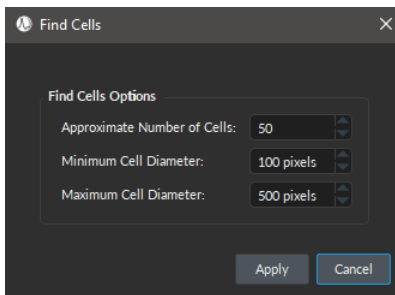 Find Cells
Find Cells Options
Approximate Number of Cells: 50
Minimum Cell Diameter: 100 pixels
Maximum Cell Diameter: 500 pixels
Apply Cancel